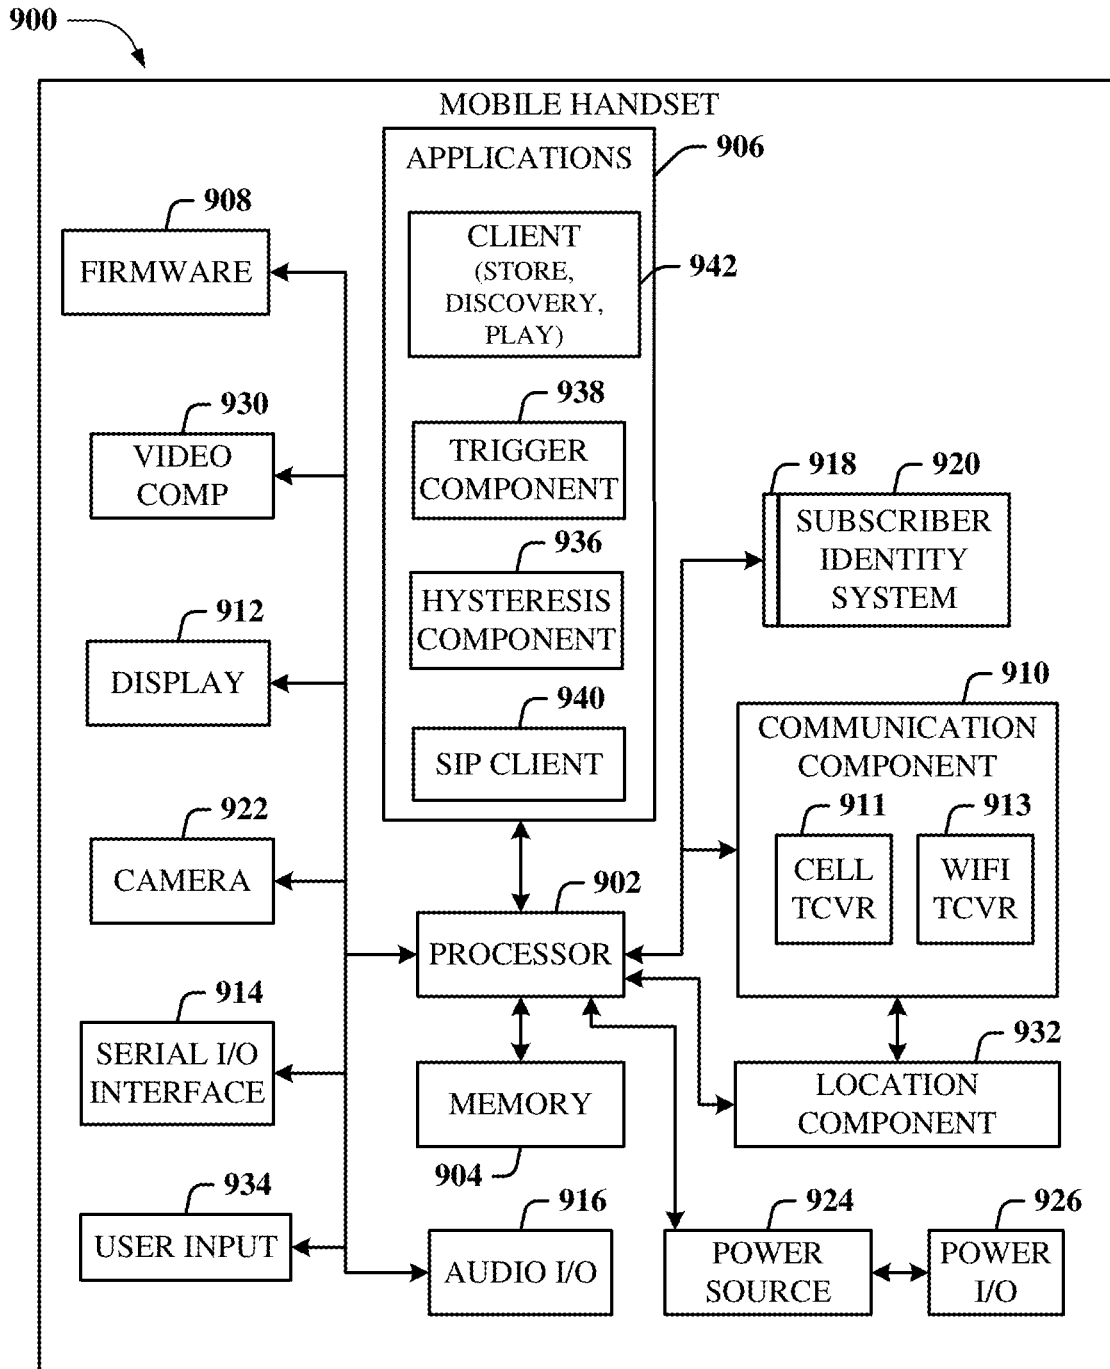 900
MOBILE HANDSET
APPLICATIONS
906
CLIENT
(STORE,
DISCOVERY,
PLAY)
942
938
TRIGGER
COMPONENT
936
HYSTERESIS
COMPONENT
940
SIP CLIENT
908
FIRMWARE
930
VIDEO
COMP
912
DISPLAY
922
CAMERA
914
SERIAL I/O
INTERFACE
934
USER INPUT
902
PROCESSOR
MEMORY
904
916
AUDIO I/O
918
920
SUBSCRIBER
IDENTITY
SYSTEM
910
COMMUNICATION
COMPONENT
911
CELL
TCVR
913
WIFI
TCVR
932
LOCATION
COMPONENT
924
POWER
SOURCE
926
POWER
I/O